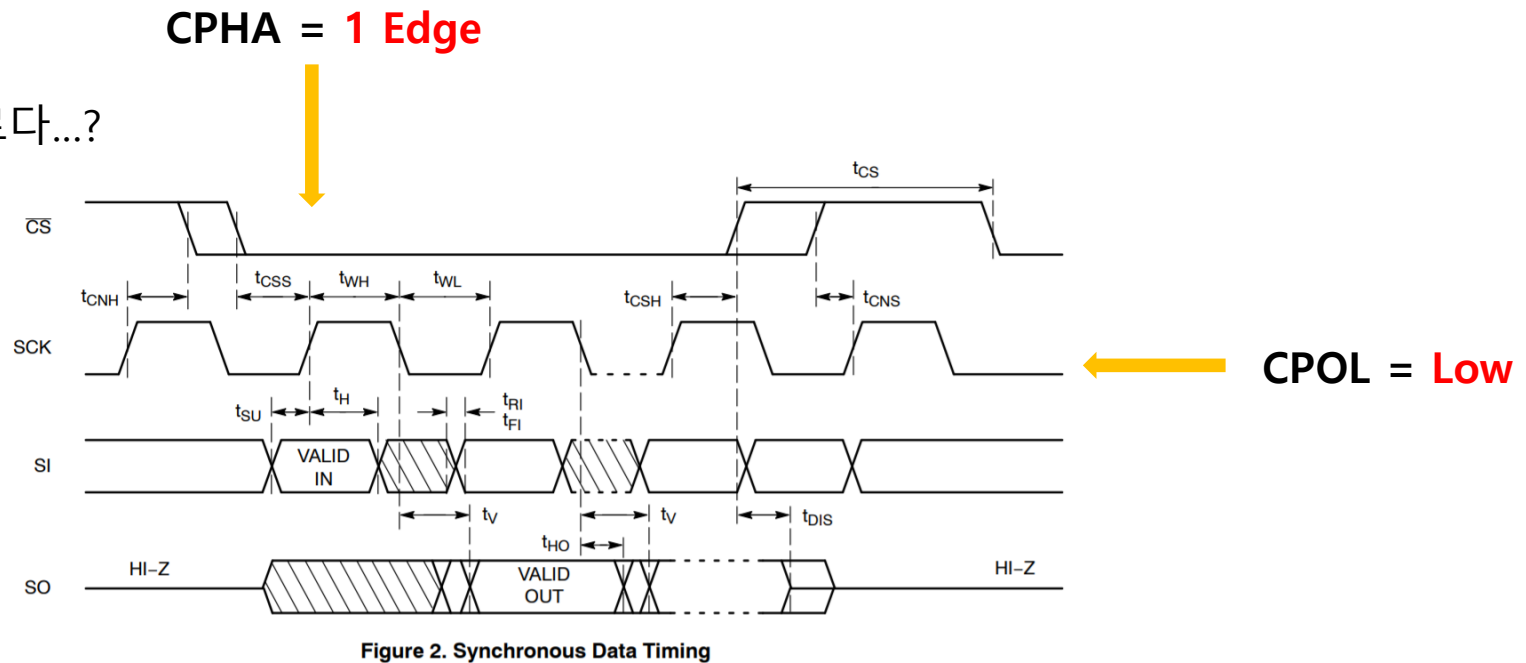 CPHA = 1 Edge
다...?
tCS
CS
tCSS tWH tWL
tCNH tCSH tCNS
SCK
CPOL = Low
tSU tH tRI
tFI
SI VALID
IN
tV tV tDIS
tHO
HI-Z VALID HI-Z
SO OUT
Figure 2. Synchronous Data Timing